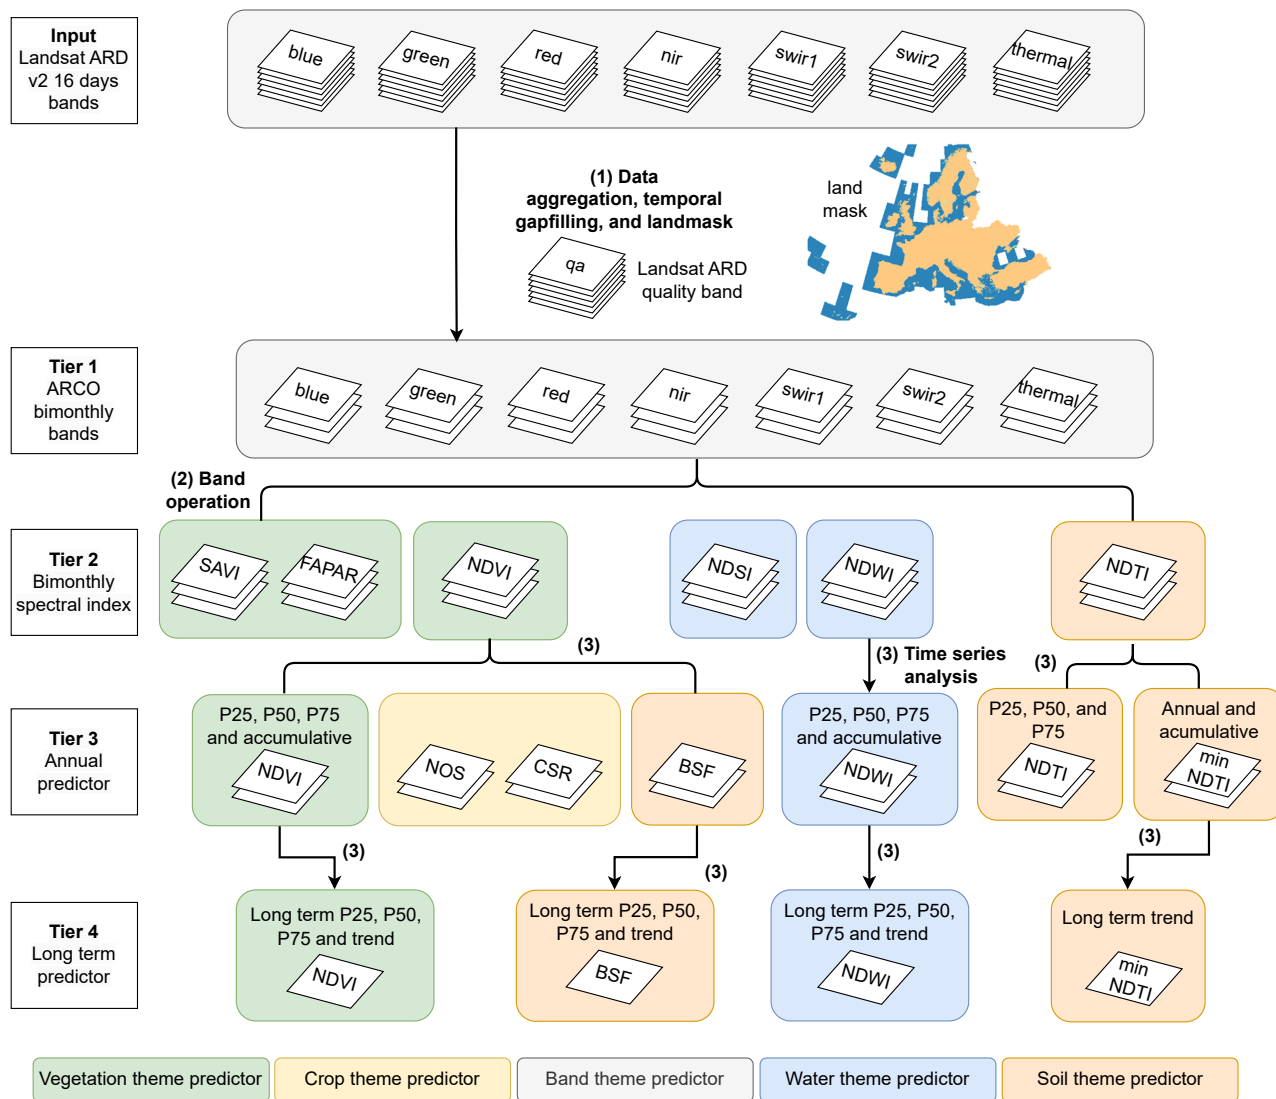 Input
Landsat ARD
v2 16 days
bands
blue
green
red
nir
swir1
swir2
thermal
(1) Data
aggregation, temporal
gapfilling, and landmask
qa
Landsat ARD
quality band
land
mask
Tier 1
ARCO
bimonthly
bands
blue
green
red
nir
swir1
swir2
thermal
(2) Band
operation
Tier 2
Bimonthly
spectral index
SAVI
FAPAR
NDVI
NDSI
NDWI
NDTI
(3)
(3) Time series
analysis
(3)
Tier 3
Annual
predictor
P25, P50, P75
and accumulative
NDVI
NOS
CSR
BSF
P25, P50, P75
and accumulative
NDWI
P25, P50, and
P75
NDTI
Annual and
acumulative
min
NDTI
(3)
(3)
(3)
(3)
Tier 4
Long term
predictor
Long term P25, P50,
P75 and trend
NDVI
Long term P25, P50,
P75 and trend
BSF
Long term P25, P50,
P75 and trend
NDWI
Long term trend
min
NDTI
Vegetation theme predictor
Crop theme predictor
Band theme predictor
Water theme predictor
Soil theme predictor